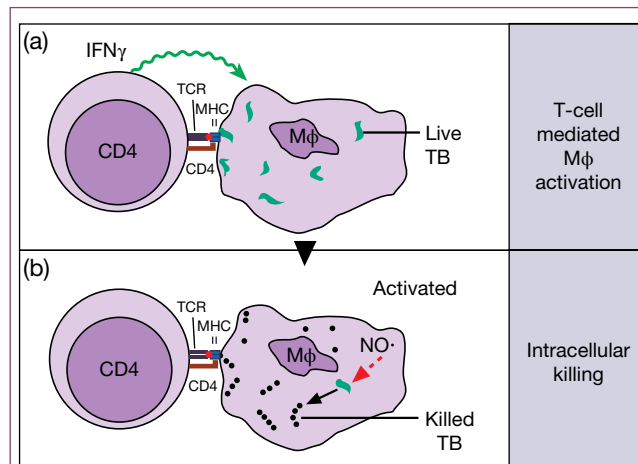 (a)
IFNγ
TCR
MHC
II
CD4
CD4
Mϕ
Live
TB
T-cell
mediated
Mϕ
activation
(b)
Activated
TCR
MHC
II
CD4
CD4
Mϕ
NO·
Killed
TB
Intracellular
killing